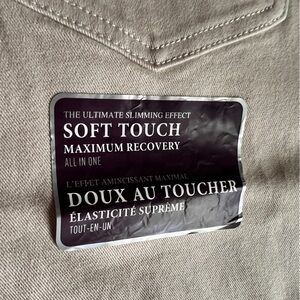 THE ULTIMATE SLIMMING EFFECT
SOFT TOUCH
MAXIMUM RECOVERY
ALL IN ONE
L'EFFET AMINCISSANT MAXIMAL
DOUX AU TOUCHER
ÉLASTICITÉ SUPRÊME
TOUT-EN-UN